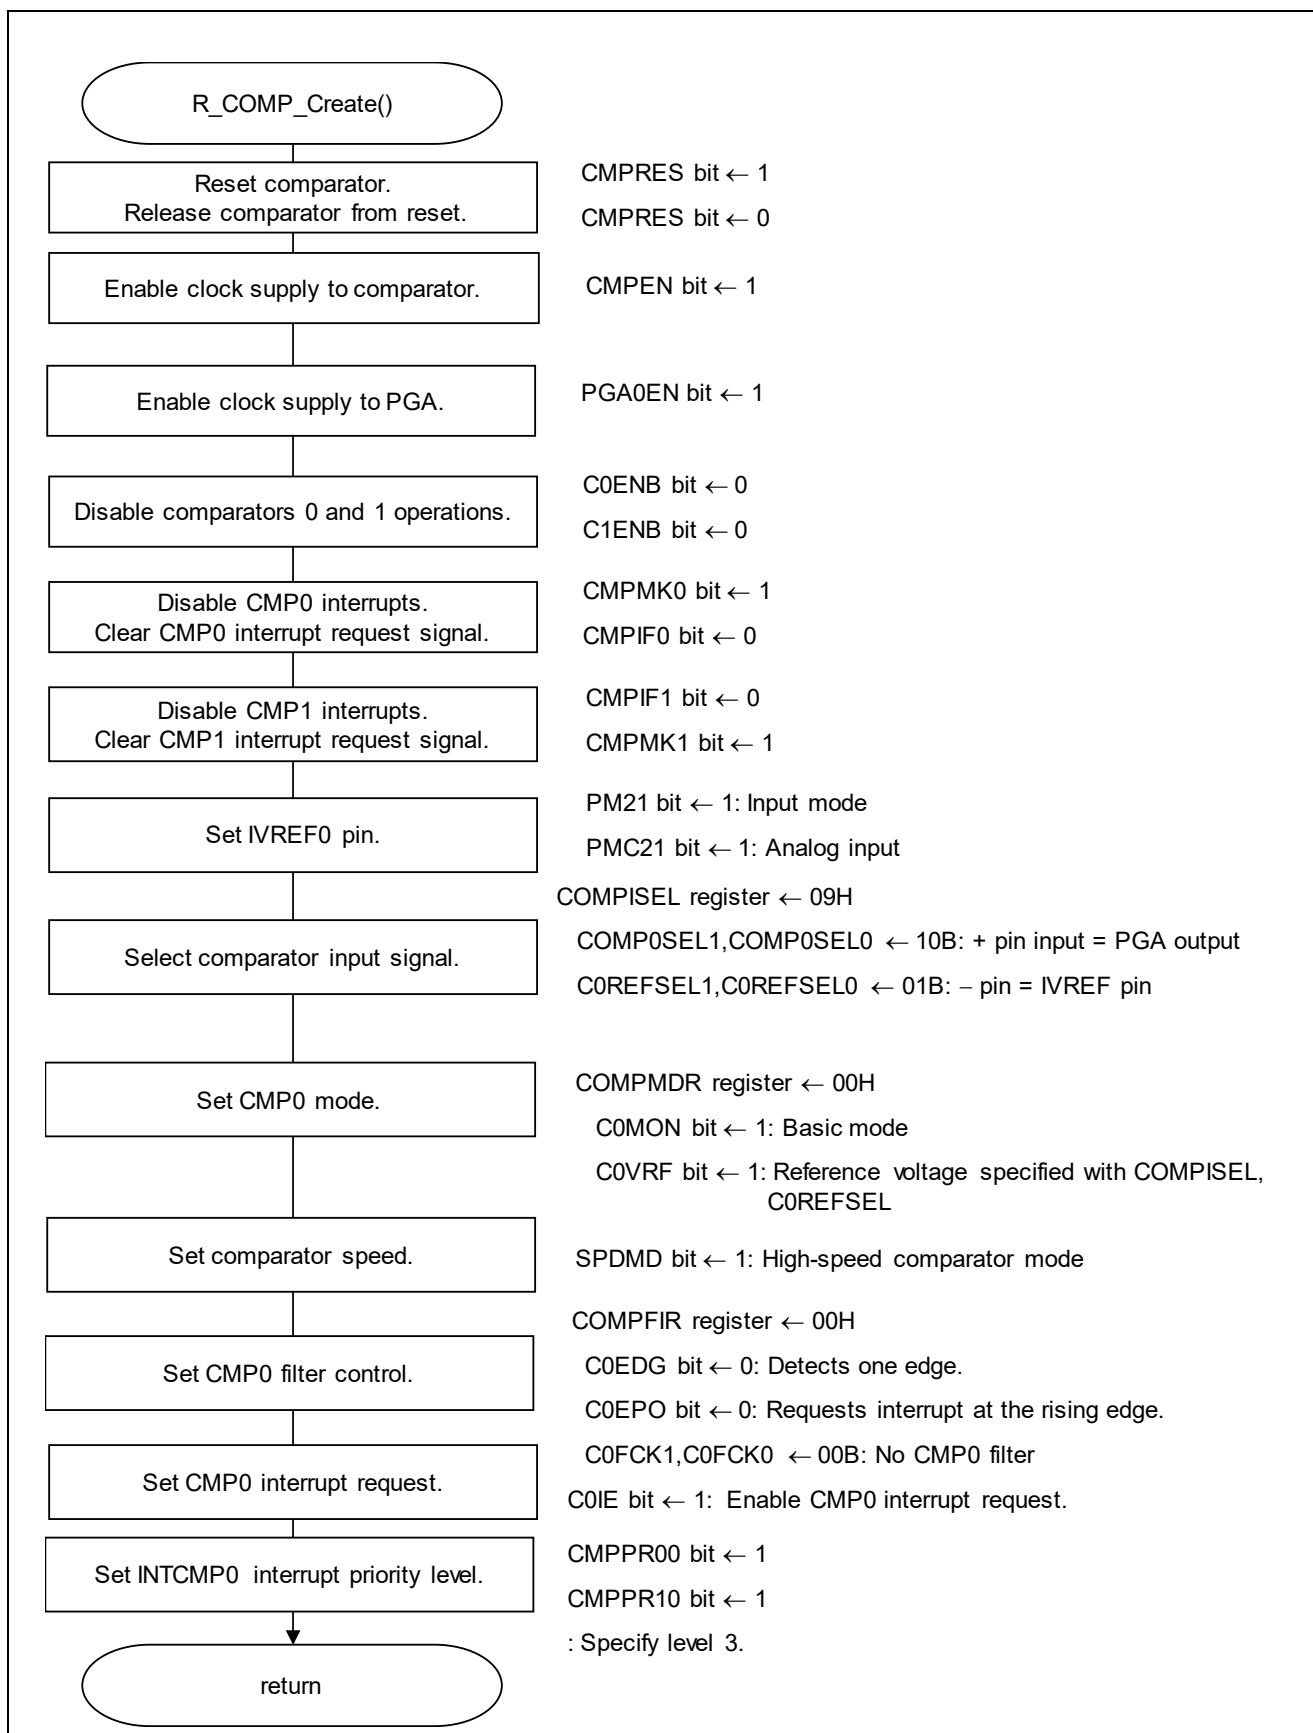 R_COMP_Create()
Reset comparator.
Release comparator from reset.
CMPRES bit ← 1
CMPRES bit ← 0
Enable clock supply to comparator.
CMPEN bit ← 1
Enable clock supply to PGA.
PGA0EN bit ← 1
Disable comparators 0 and 1 operations.
C0ENB bit ← 0
C1ENB bit ← 0
Disable CMP0 interrupts.
Clear CMP0 interrupt request signal.
CMPMK0 bit ← 1
CMPIF0 bit ← 0
Disable CMP1 interrupts.
Clear CMP1 interrupt request signal.
CMPIF1 bit ← 0
CMPMK1 bit ← 1
Set IVREF0 pin.
PM21 bit ← 1: Input mode
PMC21 bit ← 1: Analog input
Select comparator input signal.
COMPISEL register ← 09H
COMP0SEL1,COMP0SEL0 ← 10B: + pin input = PGA output
C0REFSEL1,C0REFSEL0 ← 01B: – pin = IVREF pin
Set CMP0 mode.
COMPMDR register ← 00H
C0MON bit ← 1: Basic mode
C0VRF bit ← 1: Reference voltage specified with COMPISEL,
C0REFSEL
Set comparator speed.
SPDMD bit ← 1: High-speed comparator mode
Set CMP0 filter control.
COMPFIR register ← 00H
C0EDG bit ← 0: Detects one edge.
C0EPO bit ← 0: Requests interrupt at the rising edge.
C0FCK1,C0FCK0 ← 00B: No CMP0 filter
Set CMP0 interrupt request.
C0IE bit ← 1: Enable CMP0 interrupt request.
Set INTCMP0 interrupt priority level.
CMPPR00 bit ← 1
CMPPR10 bit ← 1
: Specify level 3.
return